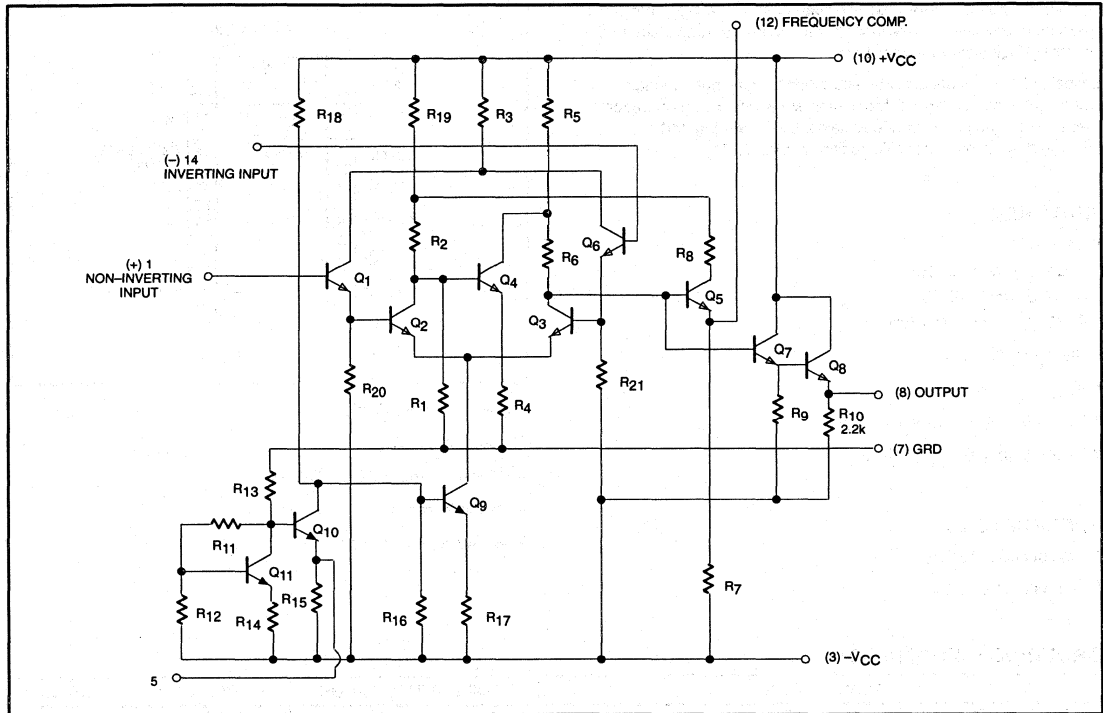 (12) FREQUENCY COMP.
(10) +VCC
R18
R19
R3
R5
(–) 14
INVERTING INPUT
R2
R6
Q6
R8
(+) 1
NON–INVERTING
INPUT
Q1
Q4
Q5
Q2
Q3
Q7
Q8
R20
R1
R4
R21
R9
R10
2.2k
(8) OUTPUT
(7) GRD
R13
Q9
R11
Q10
Q11
R12
R14
R15
R16
R17
R7
(3) –VCC
5